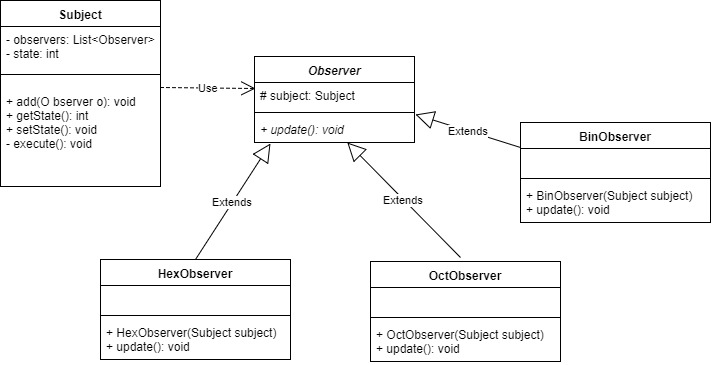 Subject
- observers: List<Observer>
- state: int
+ add(O bserver o): void
+ getState(): int
+ setState(): void
- execute(): void
Use
Observer
# subject: Subject
+ update(): void
Extends
BinObserver
+ BinObserver(Subject subject)
+ update(): void
Extends
Extends
HexObserver
+ HexObserver(Subject subject)
+ update(): void
OctObserver
+ OctObserver(Subject subject)
+ update(): void